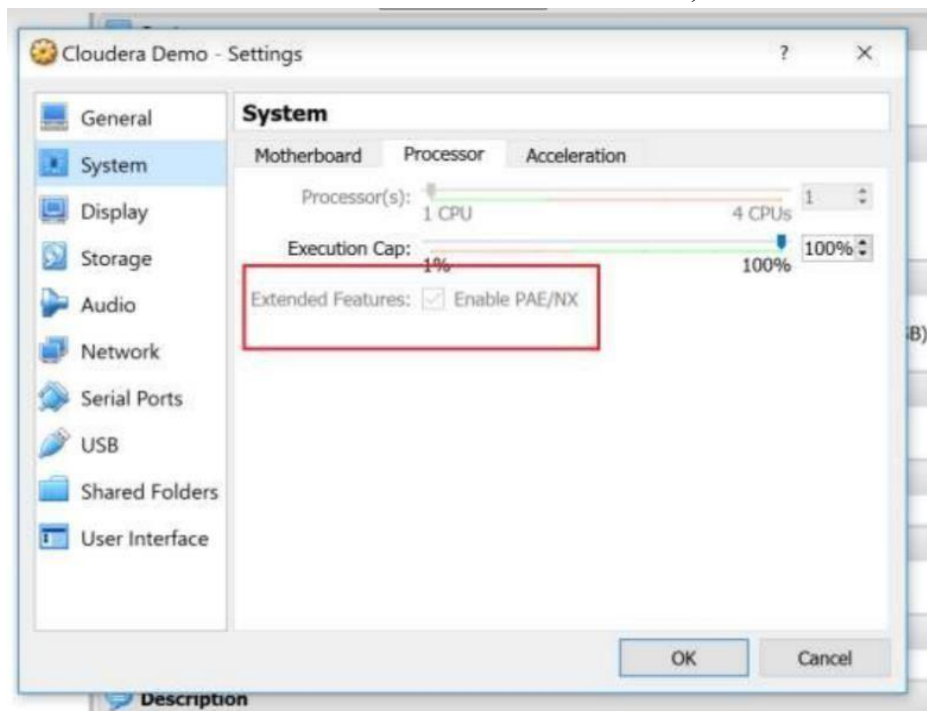 Cloudera Demo - Settings ? ×
General
System
Display
Storage
Audio
Network
Serial Ports
USB
Shared Folders
User Interface
System
Motherboard Processor Acceleration
Processor(s): 1
1 CPU 4 CPUs
Execution Cap: 100%
1% 100%
Extended Features: Enable PAE/NX
OK Cancel
B)
Description